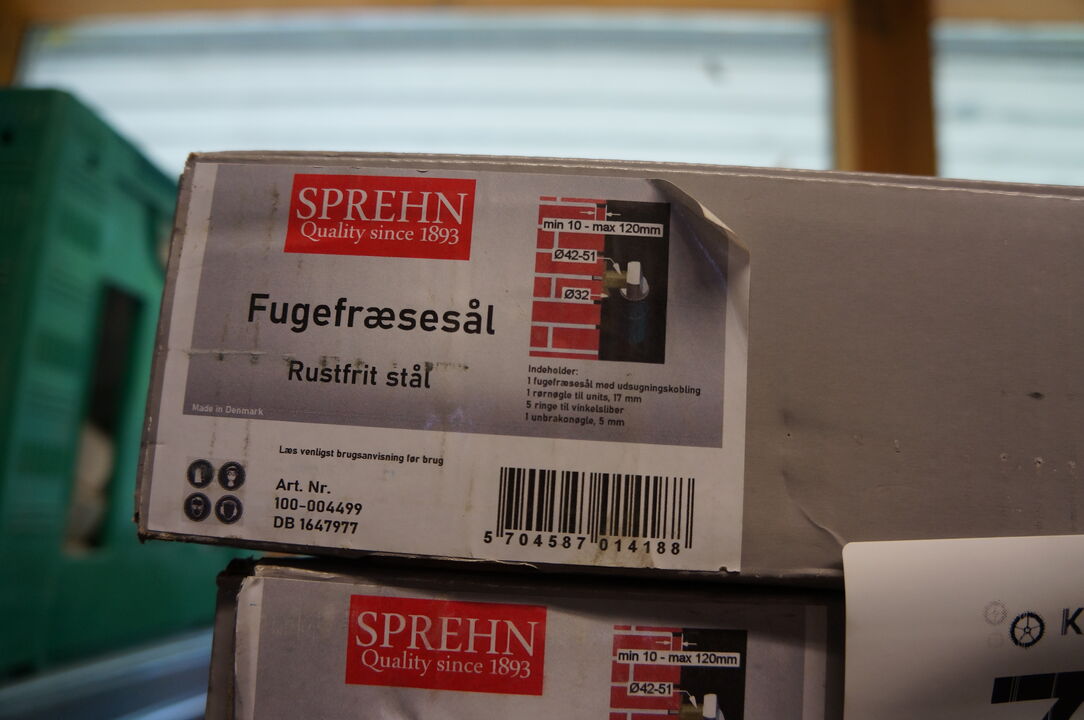 SPREHN
Quality since 1893
Fugefræsesål
Rustfrit stål
Made in Denmark
min 10 - max 120mm
Ø42-51
Ø32
Indeholder:
1 fugefræsesål med udsugningskobling
1 rørnøgle til units, 17 mm
5 ringe til vinkelsliber
1 unbrakonøgle, 5 mm
Læs venligst brugsanvisning før brug
Art. Nr.
100-004499
DB 1647977
5 704587 014188
SPREHN
Quality since 1893
min 10 - max 120mm
Ø42-51
K